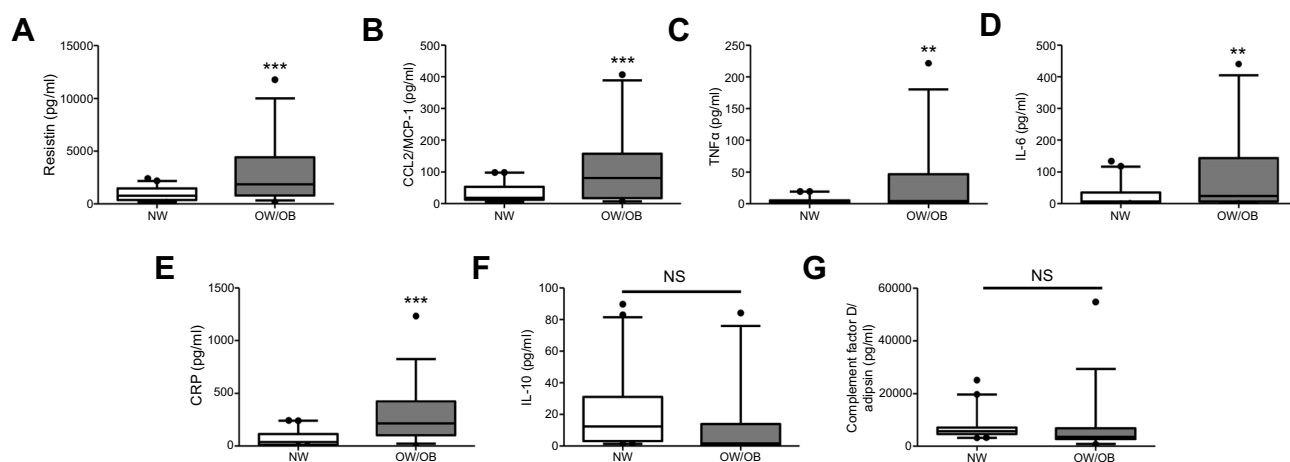 A
Resistin (pg/ml)
15000
10000
5000
0
***
NW
OW/OB
B
CCL2/MCP-1 (pg/ml)
500
400
300
200
100
0
***
NW
OW/OB
C
TNFα (pg/ml)
250
200
150
100
50
0
**
NW
OW/OB
D
IL-6 (pg/ml)
500
400
300
200
100
0
**
NW
OW/OB
E
CRP (pg/ml)
1500
1000
500
0
***
NW
OW/OB
F
IL-10 (pg/ml)
100
80
60
40
20
0
NS
NW
OW/OB
G
Complement factor D/
adipsin (pg/ml)
60000
40000
20000
0
NS
NW
OW/OB